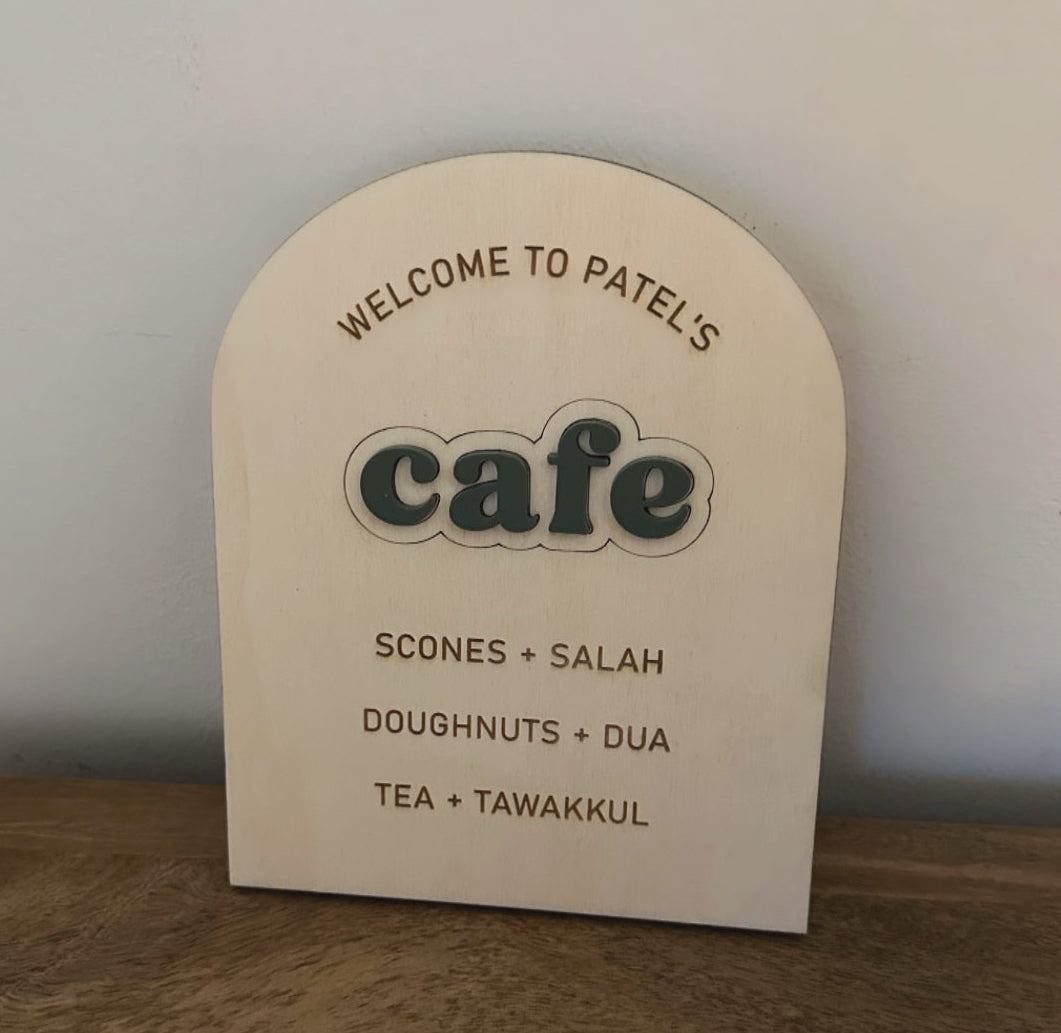 WELCOME TO PATEL'S
cafe
SCONES + SALAH
DOUGHNUTS + DUA
TEA + TAWAKKUL